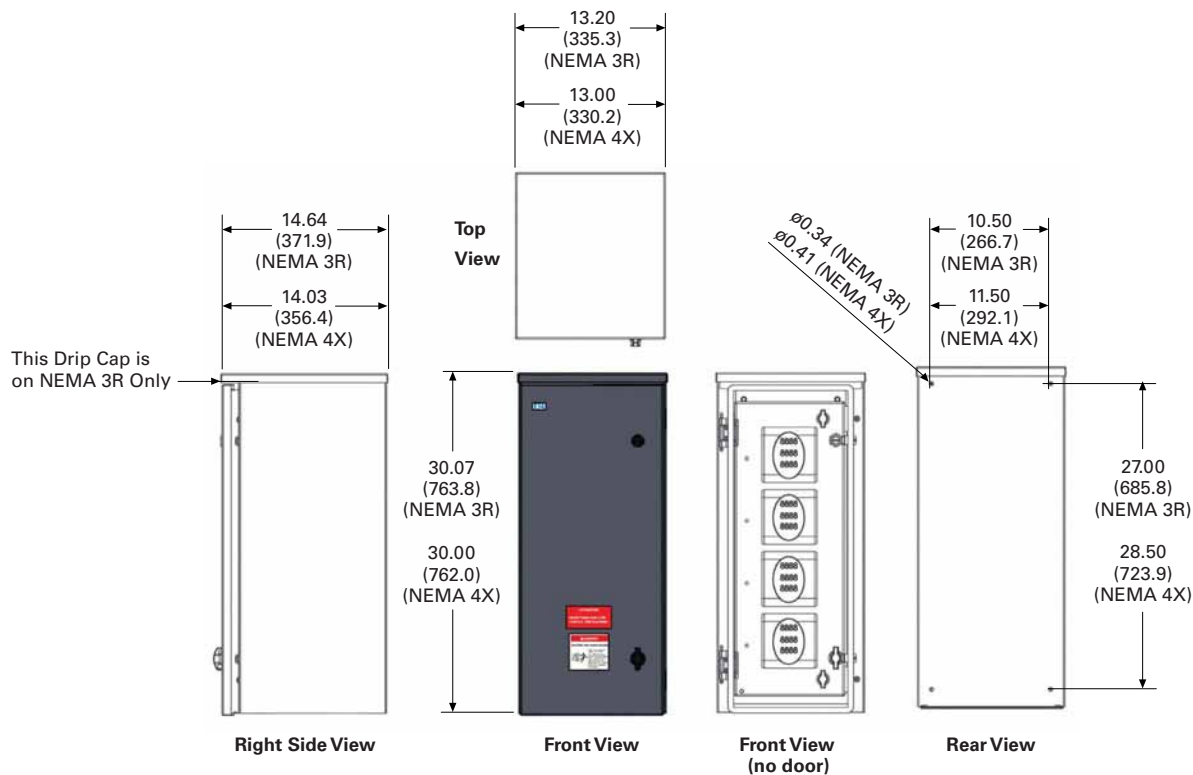 13.20
(335.3)
(NEMA 3R)
13.00
(330.2)
(NEMA 4X)
14.64
(371.9)
(NEMA 3R)
14.03
(356.4)
(NEMA 4X)
Top
View
ø0.34 (NEMA 3R)
ø0.41 (NEMA 4X)
10.50
(266.7)
(NEMA 3R)
11.50
(292.1)
(NEMA 4X)
This Drip Cap is
on NEMA 3R Only
30.07
(763.8)
(NEMA 3R)
30.00
(762.0)
(NEMA 4X)
27.00
(685.8)
(NEMA 3R)
28.50
(723.9)
(NEMA 4X)
Right Side View
Front View
Front View
(no door)
Rear View